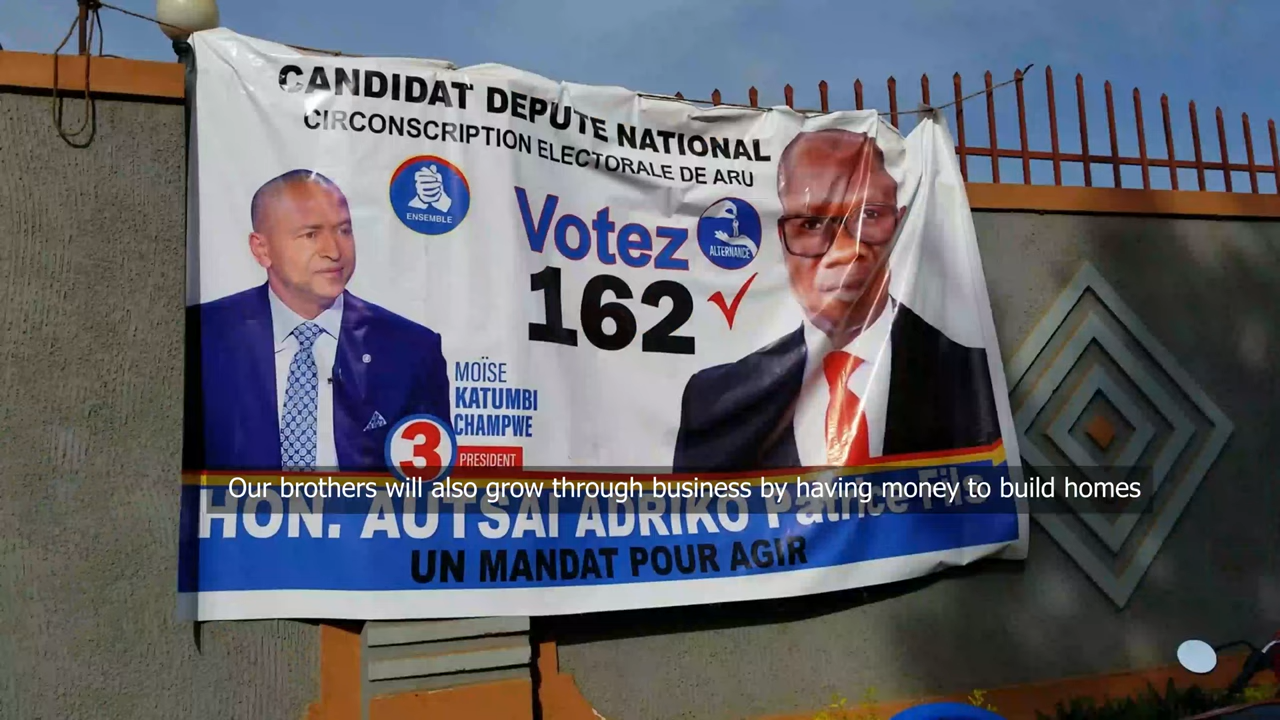 CANDIDAT DEPUTE NATIONAL
CIRCONSCRIPTION ELECTORALE DE ARU
ENSEMBLE
Votez
ALTERNANCE
162
MOÏSE
KATUMBI
CHAMPWE
3
PRESIDENT
Our brothers will also grow through business by having money to build homes
HON. AUTSAI ADRIKO Patrice Filo
UN MANDAT POUR AGIR